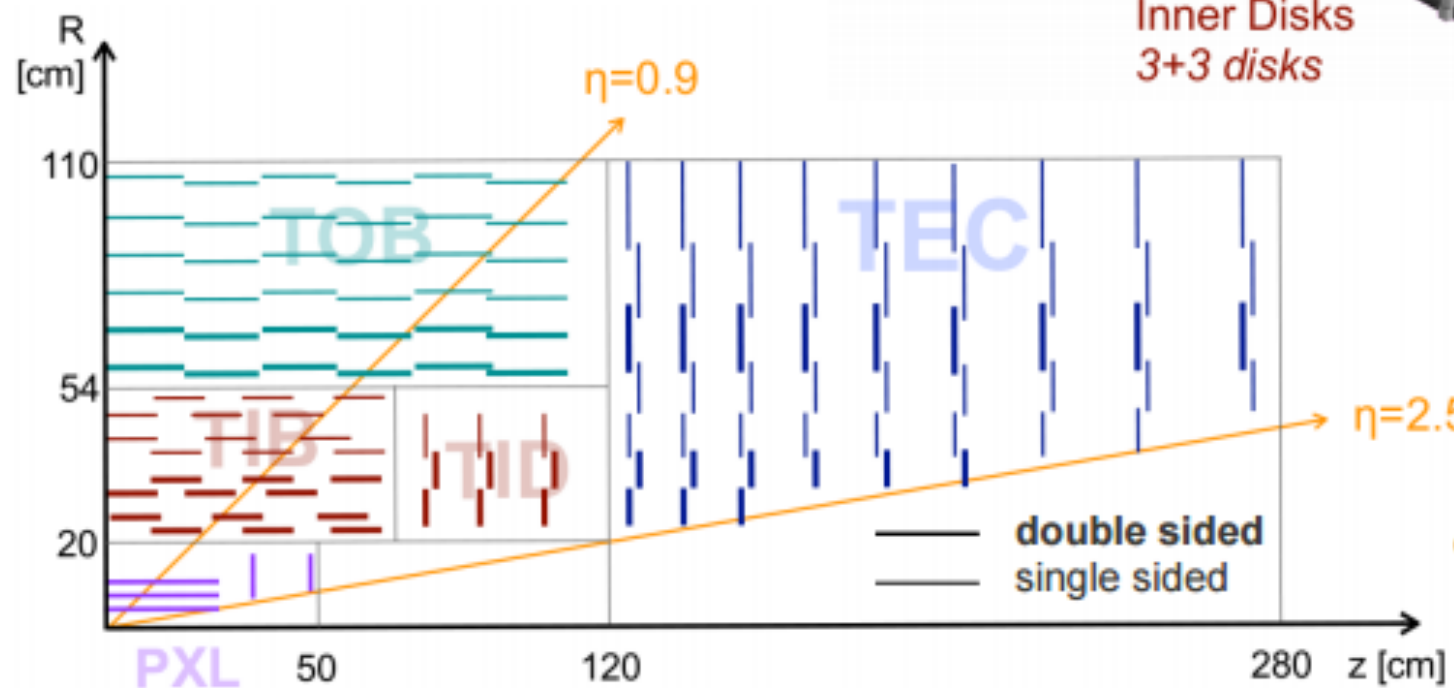 Inner Disks
3+3 disks
R
[cm]
η=0.9
110
TOB
TEC
54
TIB
TID
η=2.5
20
double sided
single sided
PXL
50
120
280
z [cm]